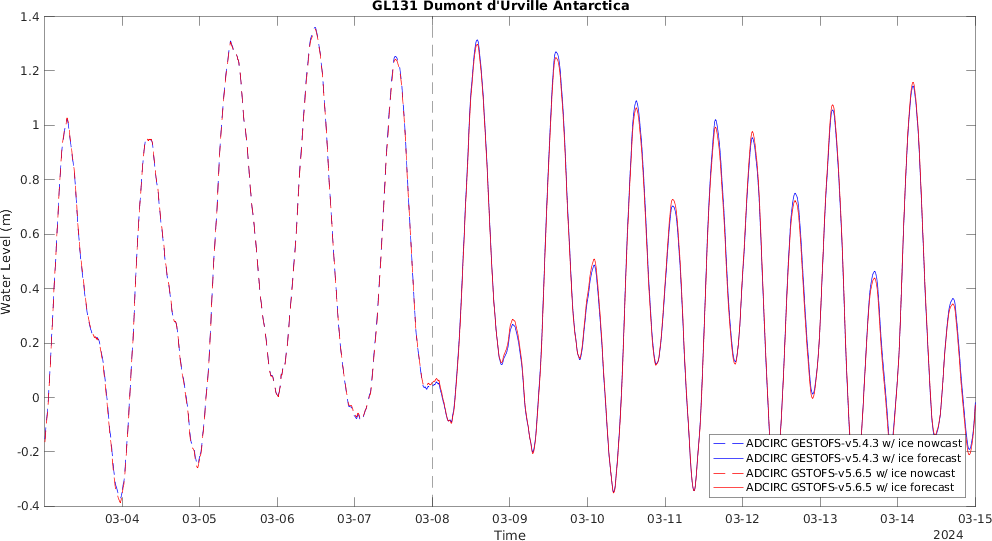 GL131 Dumont d'Urville Antarctica
1.4
1.2
1
0.8
0.6
0.4
0.2
0
-0.2
-0.4
Water Level (m)
ADCIRC GESTOFS-v5.4.3 w/ ice nowcast
ADCIRC GESTOFS-v5.4.3 w/ ice forecast
ADCIRC GSTOFS-v5.6.5 w/ ice nowcast
ADCIRC GSTOFS-v5.6.5 w/ ice forecast
03-04 03-05 03-06 03-07 03-08 03-09 03-10 03-11 03-12 03-13 03-14 03-15
Time
2024